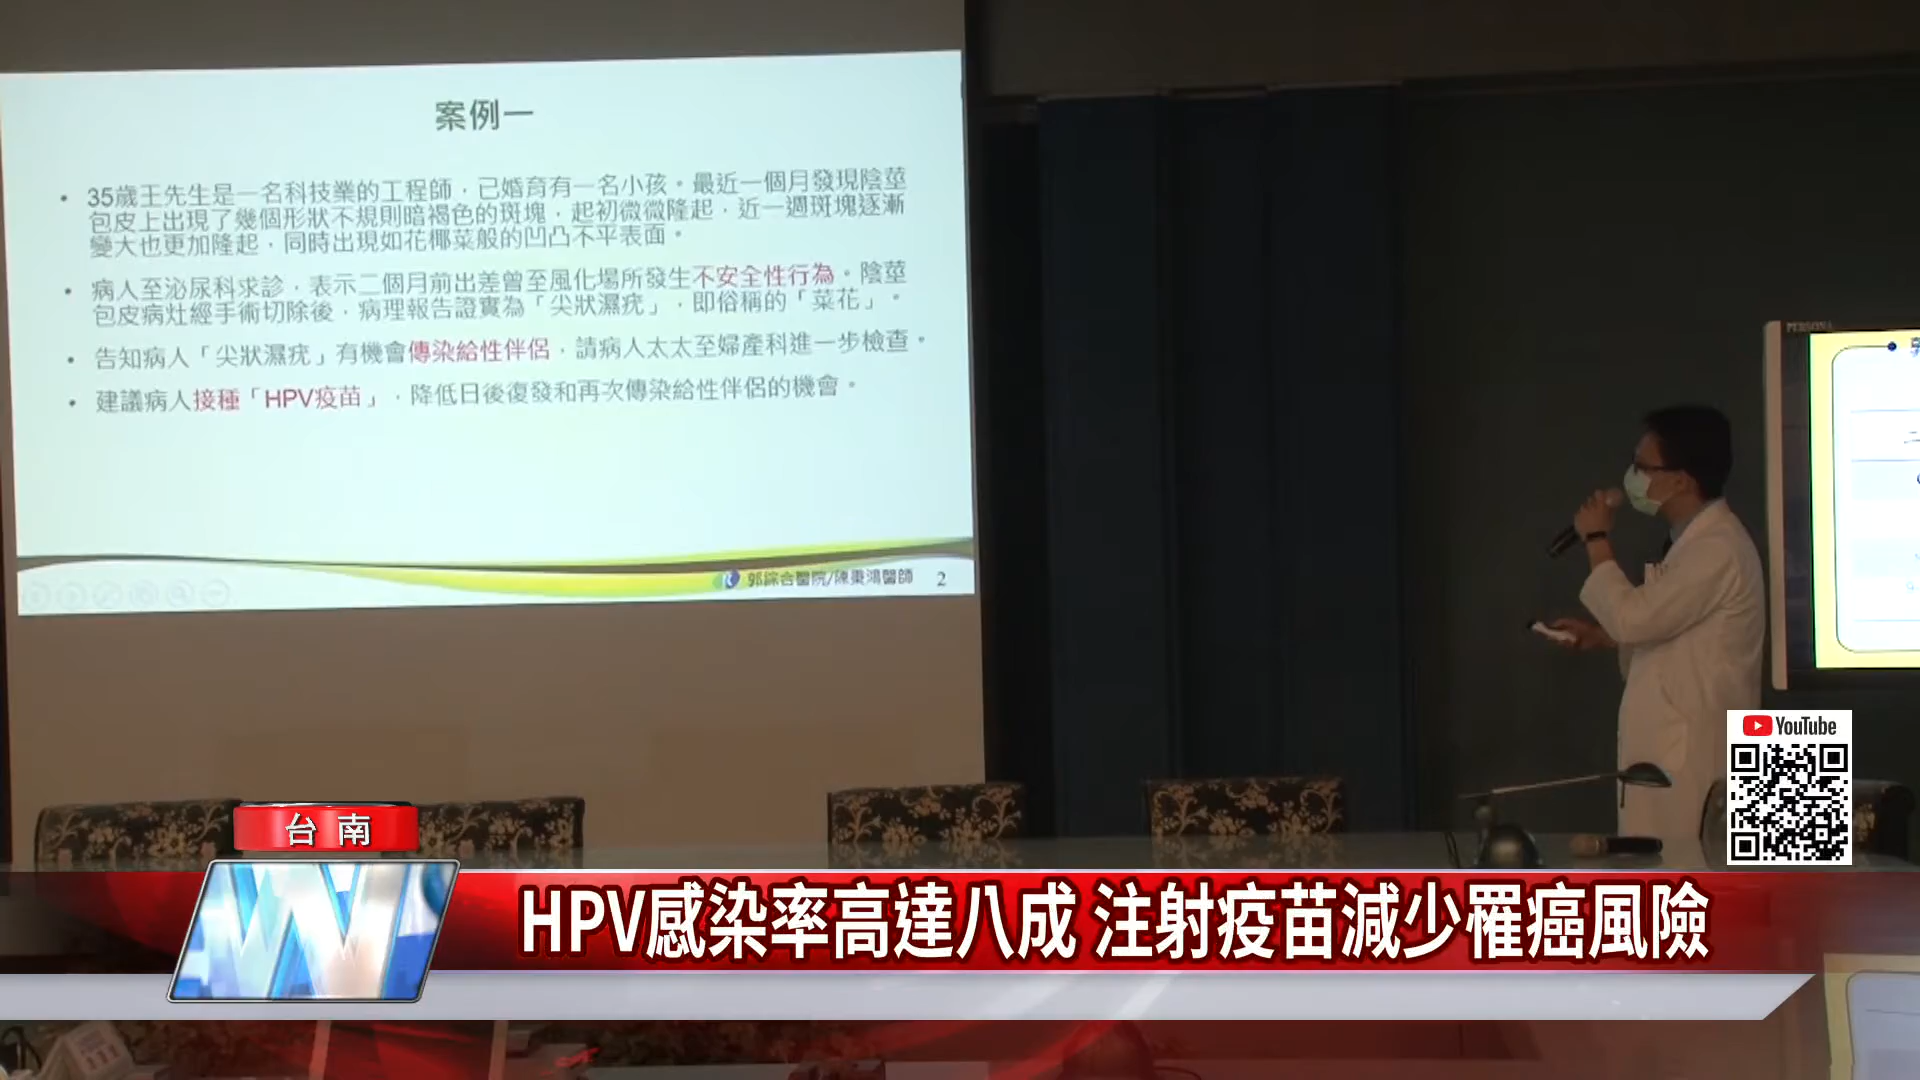 案例一
• 35歲王先生是一名科技業的工程師，已婚育有一名小孩。最近一個月發現陰莖
包皮上出現了幾個形狀不規則暗褐色的斑塊，起初微微隆起，近一週斑塊逐漸
變大也更加隆起，同時出現如花椰菜般的凹凸不平表面。
• 病人至泌尿科求診，表示二個月前出差曾至風化場所發生不安全性行為。陰莖
包皮病灶經手術切除後，病理報告證實為「尖狀濕疣」，即俗稱的「菜花」。
• 告知病人「尖狀濕疣」有機會傳染給性伴侶，請病人太太至婦產科進一步檢查。
• 建議病人接種「HPV疫苗」，降低日後復發和再次傳染給性伴侶的機會。
郭綜合醫院/陳秉鴻醫師 2
PERSONA
YouTube
台南
HPV感染率高達八成 注射疫苗減少罹癌風險